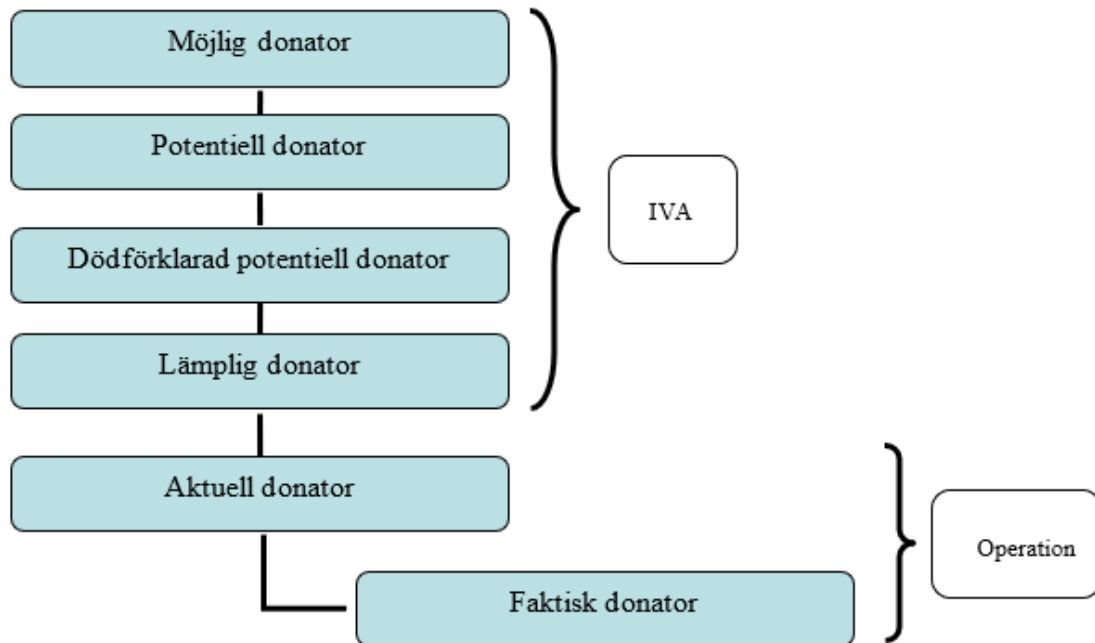 Möjlig donator
Potentiell donator
Dödförklarad potentiell donator
Lämplig donator
IVA
Aktuell donator
Faktisk donator
Operation